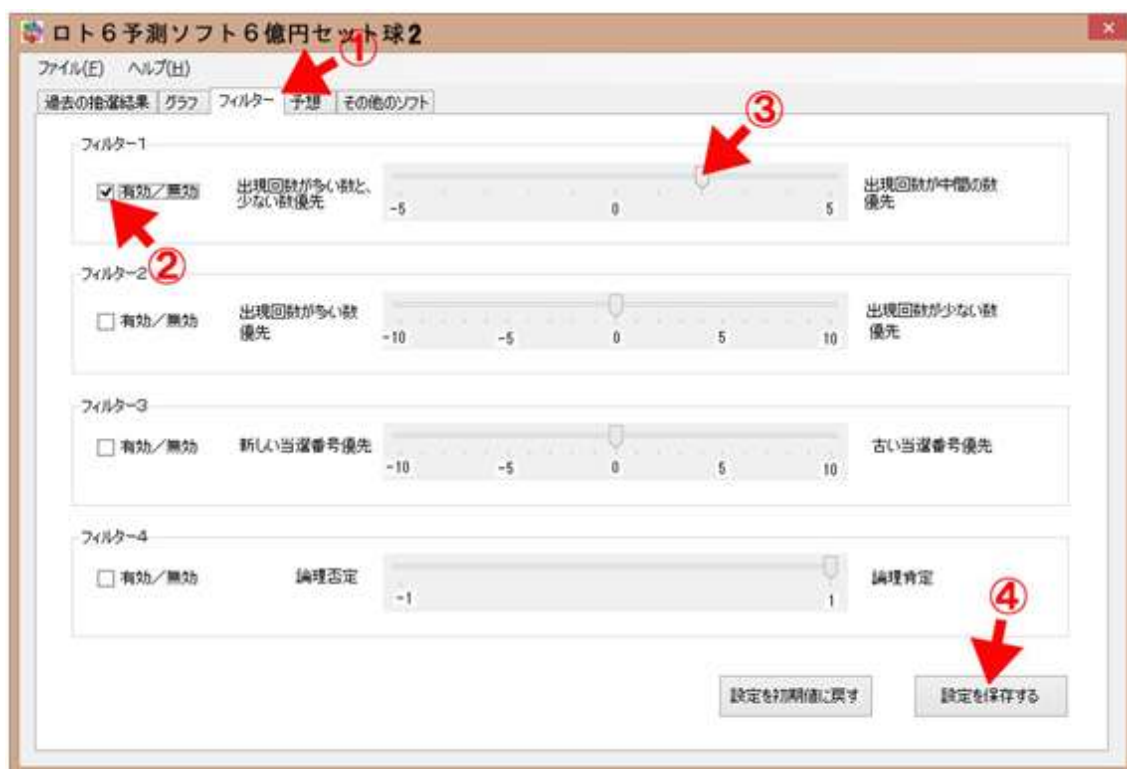 ロト6予測ソフト6億円セット球2
ファイル(F) ヘルプ(H)
過去の抽選結果 グラフ フィルター 予想 その他のソフト
①
③
フィルター1
有効/無効
出現回数が多い数と、
少ない数優先
-5 0 5
出現回数が中間の数
優先
②
フィルター2
有効/無効
出現回数が多い数
優先
-10 -5 0 5 10
出現回数が少ない数
優先
フィルター3
有効/無効
新しい当選番号優先
-10 -5 0 5 10
古い当選番号優先
フィルター4
有効/無効
論理否定
-1 1
論理肯定
④
設定を初期値に戻す 設定を保存する